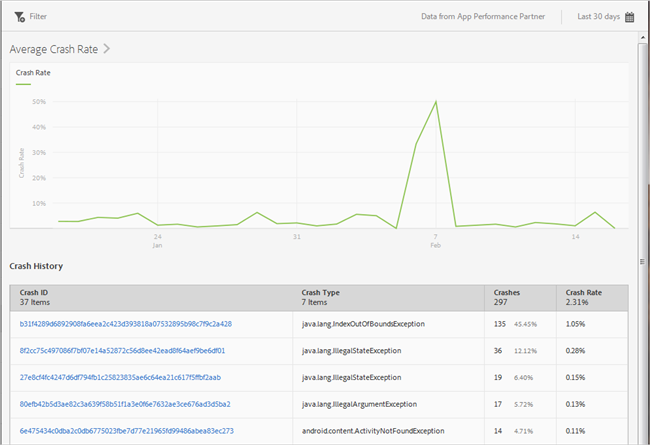 Filter Data from App Performance Partner Last 30 days
Average Crash Rate
Crash Rate
50%
40%
30%
20%
10%
Crash Rate
24 31 7 14
Jan Feb
Crash History
Crash ID Crash Type Crashes Crash Rate
37 Items 7 Items 297 2.31%
b31f4289d6892908fa6eea2c423d393818a07532895b98c7f9c2a428 java.lang.IndexOutOfBoundsException 135 45.45% 1.05%
8f2cc75c497086f7bf07e14a52872c56d8ee42ead8f64aef9be6df01 java.lang.IllegalStateException 36 12.12% 0.28%
27e8cf4fc4247d6df794fb1c25823835ae6c64ea21c617f5ffbf2aab java.lang.IllegalStateException 19 6.40% 0.15%
80efb42b5d3ae82c3a639f58b51f1a3e0f6e7632ae3ce676ad3d5ba2 java.lang.IllegalArgumentException 17 5.72% 0.13%
6e475434c0dba2c0db6775023fbe7d77e21965fd99486abea83ec273 android.content.ActivityNotFoundException 14 4.71% 0.11%